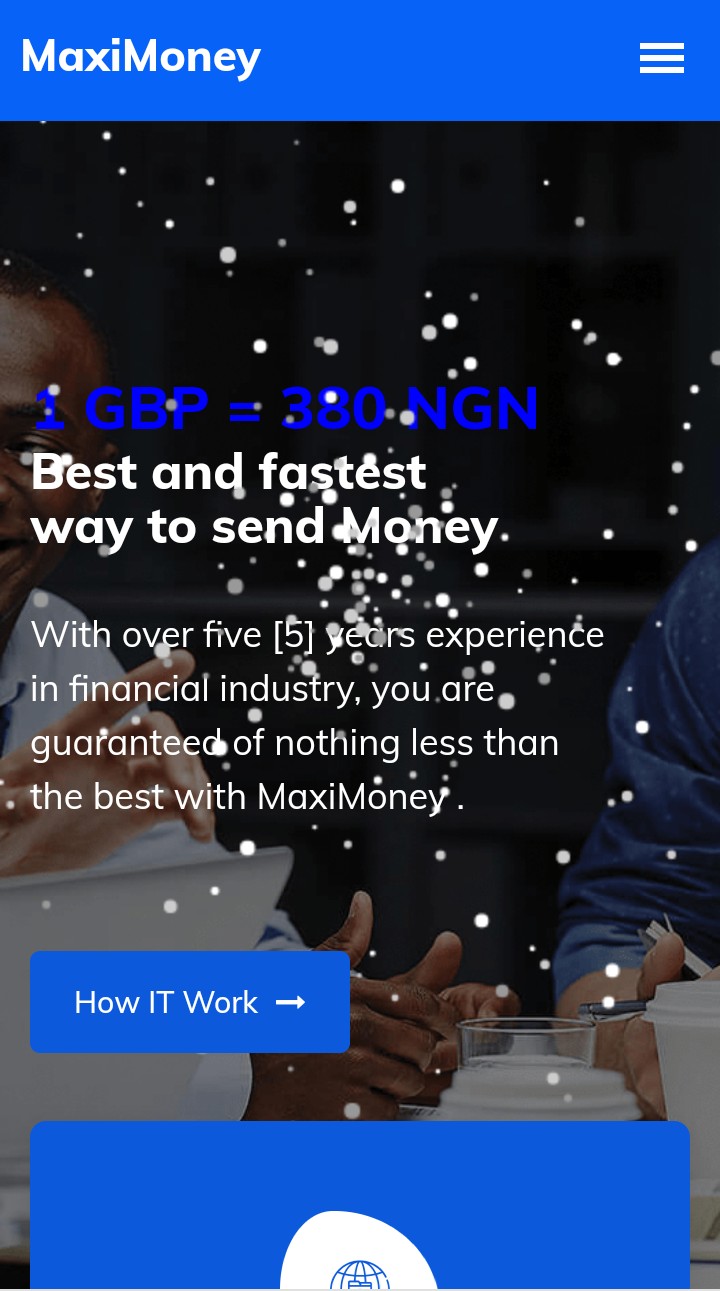 MaxiMoney
1 GBP = 380 NGN
Best and fastest
way to send Money
With over five [5] years experience
in financial industry, you are
guaranteed of nothing less than
the best with MaxiMoney .
How IT Work